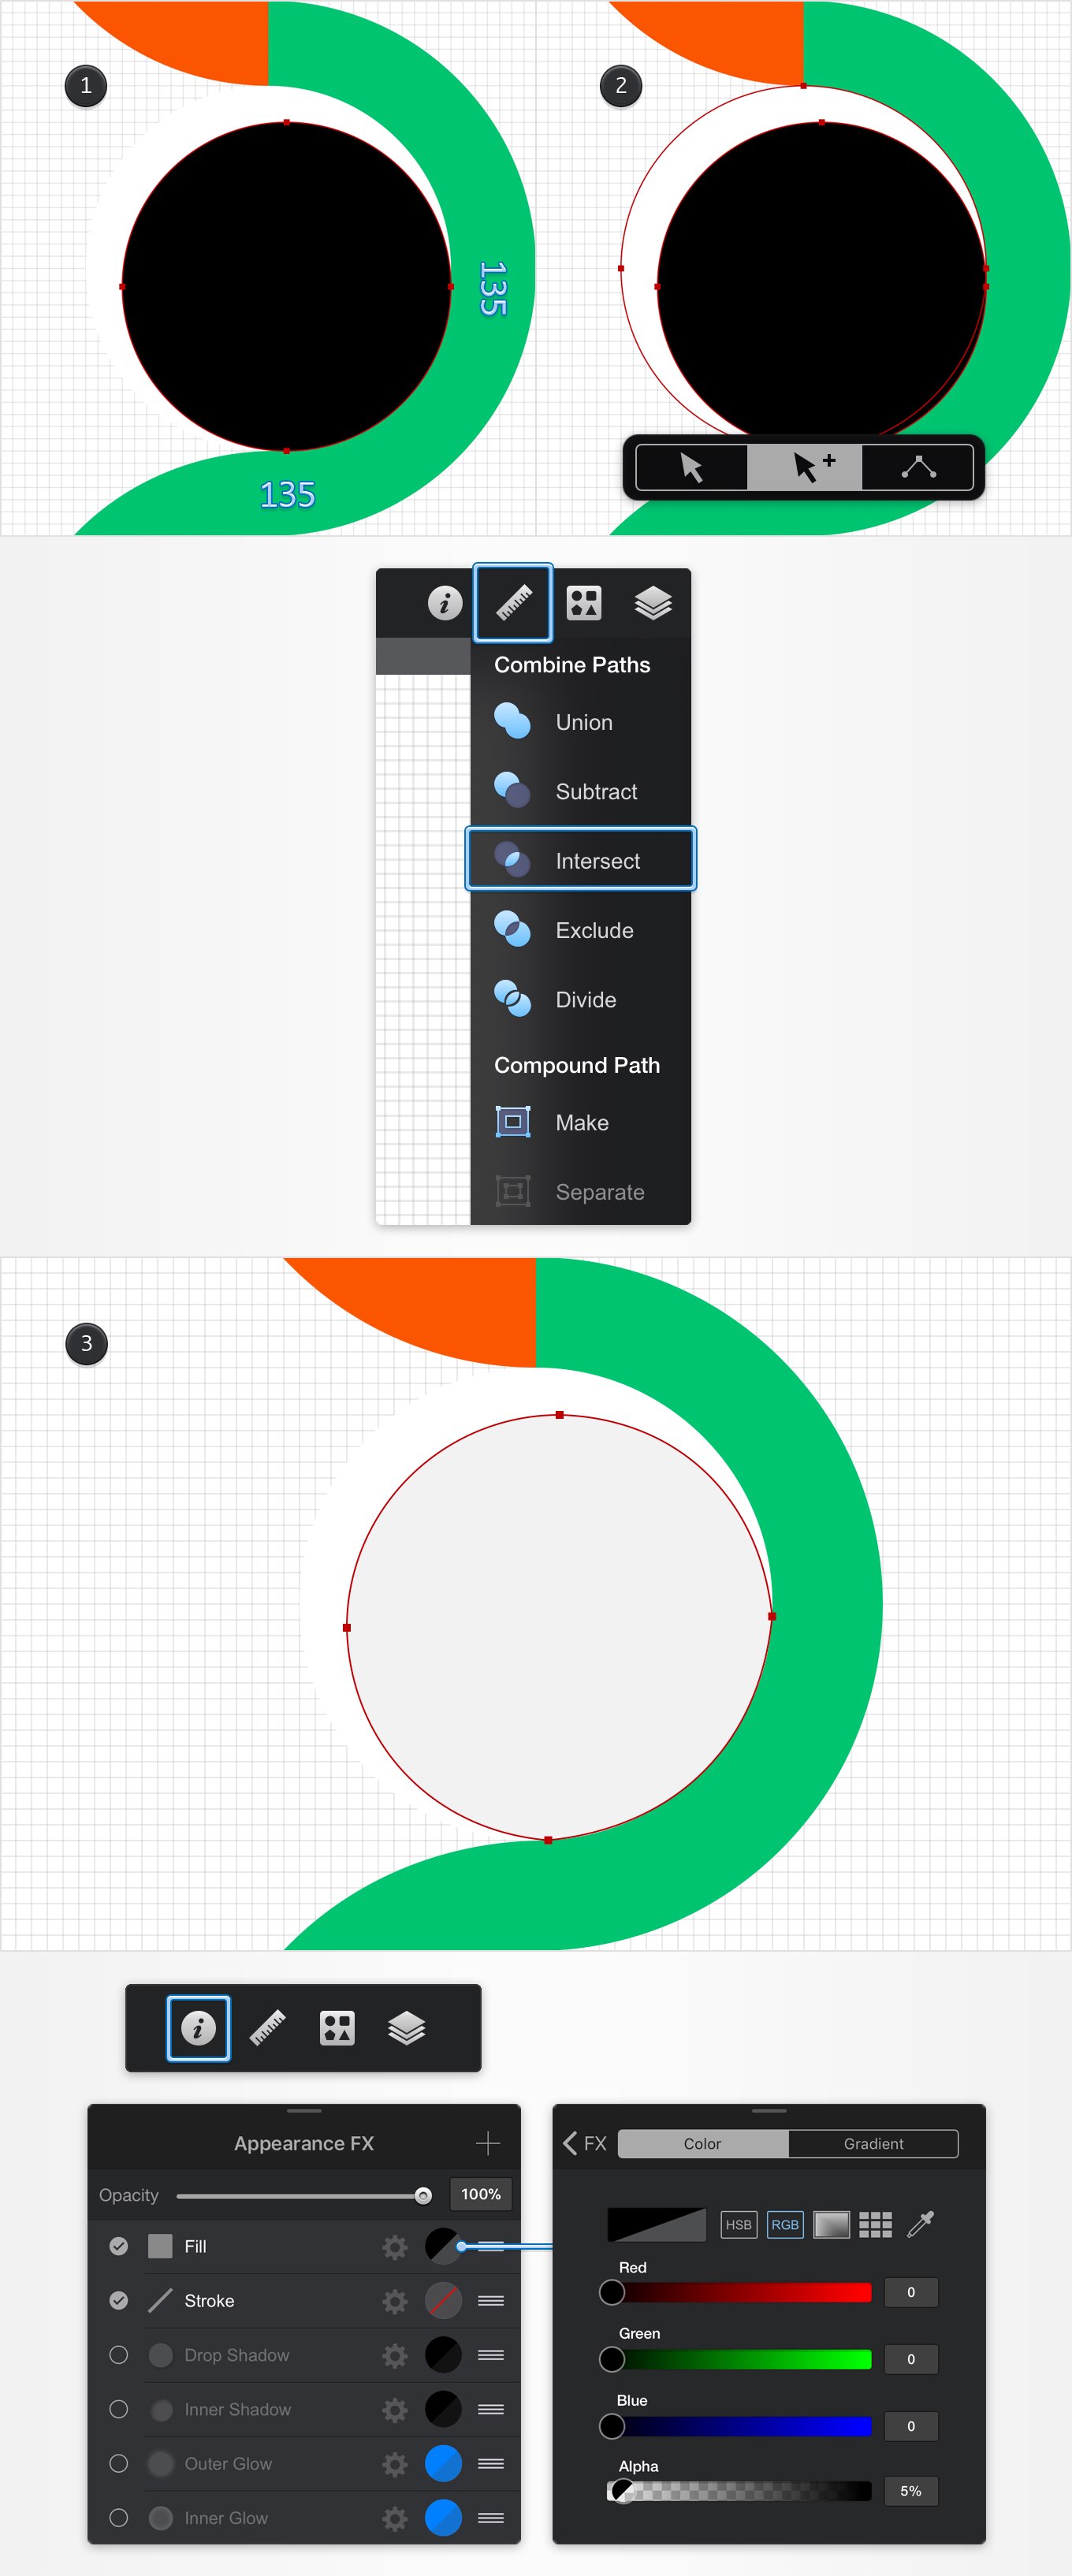 1
2
135
135
Combine Paths
Union
Subtract
Intersect
Exclude
Divide
Compound Path
Make
Separate
3
Appearance FX
Opacity
100%
Fill
Stroke
Drop Shadow
Inner Shadow
Outer Glow
Inner Glow
FX
Color
Gradient
HSB
RGB
Red
0
Green
0
Blue
0
Alpha
5%